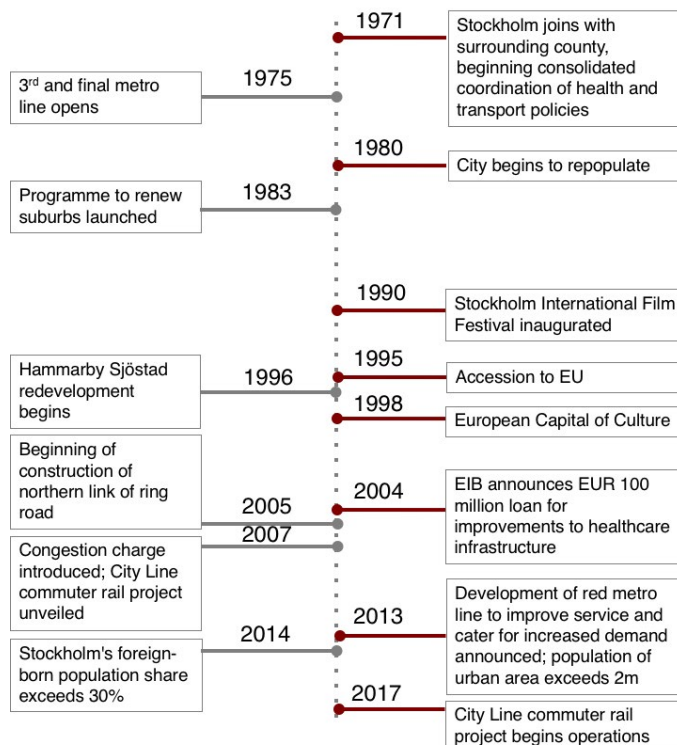 1971
Stockholm joins with
surrounding county,
beginning consolidated
coordination of health and
transport policies
1975
3rd and final metro
line opens
1980
City begins to repopulate
1983
Programme to renew
suburbs launched
1990
Stockholm International Film
Festival inaugurated
1995
Accession to EU
1996
Hammarby Sjöstad
redevelopment
begins
1998
European Capital of Culture
2004
EIB announces EUR 100
million loan for
improvements to healthcare
infrastructure
2005
Beginning of
construction of
northern link of ring
road
2007
Congestion charge
introduced; City Line
commuter rail project
unveiled
2013
Development of red metro
line to improve service and
cater for increased demand
announced; population of
urban area exceeds 2m
2014
Stockholm's foreign-
born population share
exceeds 30%
2017
City Line commuter rail
project begins operations